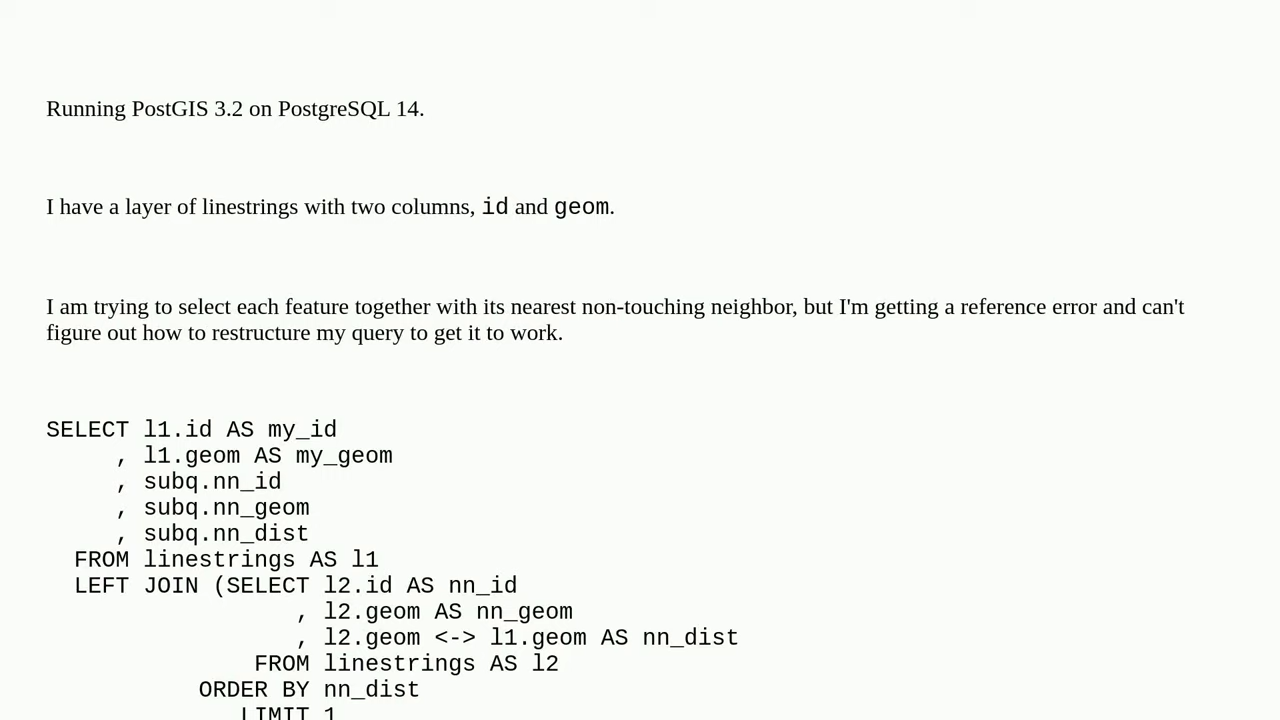 Running PostGIS 3.2 on PostgreSQL 14.
I have a layer of linestrings with two columns, id and geom.
I am trying to select each feature together with its nearest non-touching neighbor, but I'm getting a reference error and can't
figure out how to restructure my query to get it to work.
SELECT l1.id AS my_id
     , l1.geom AS my_geom
     , subq.nn_id
     , subq.nn_geom
     , subq.nn_dist
  FROM linestrings AS l1
  LEFT JOIN (SELECT l2.id AS nn_id
                  , l2.geom AS nn_geom
                  , l2.geom <-> l1.geom AS nn_dist
               FROM linestrings AS l2
           ORDER BY nn_dist
              LIMIT 1